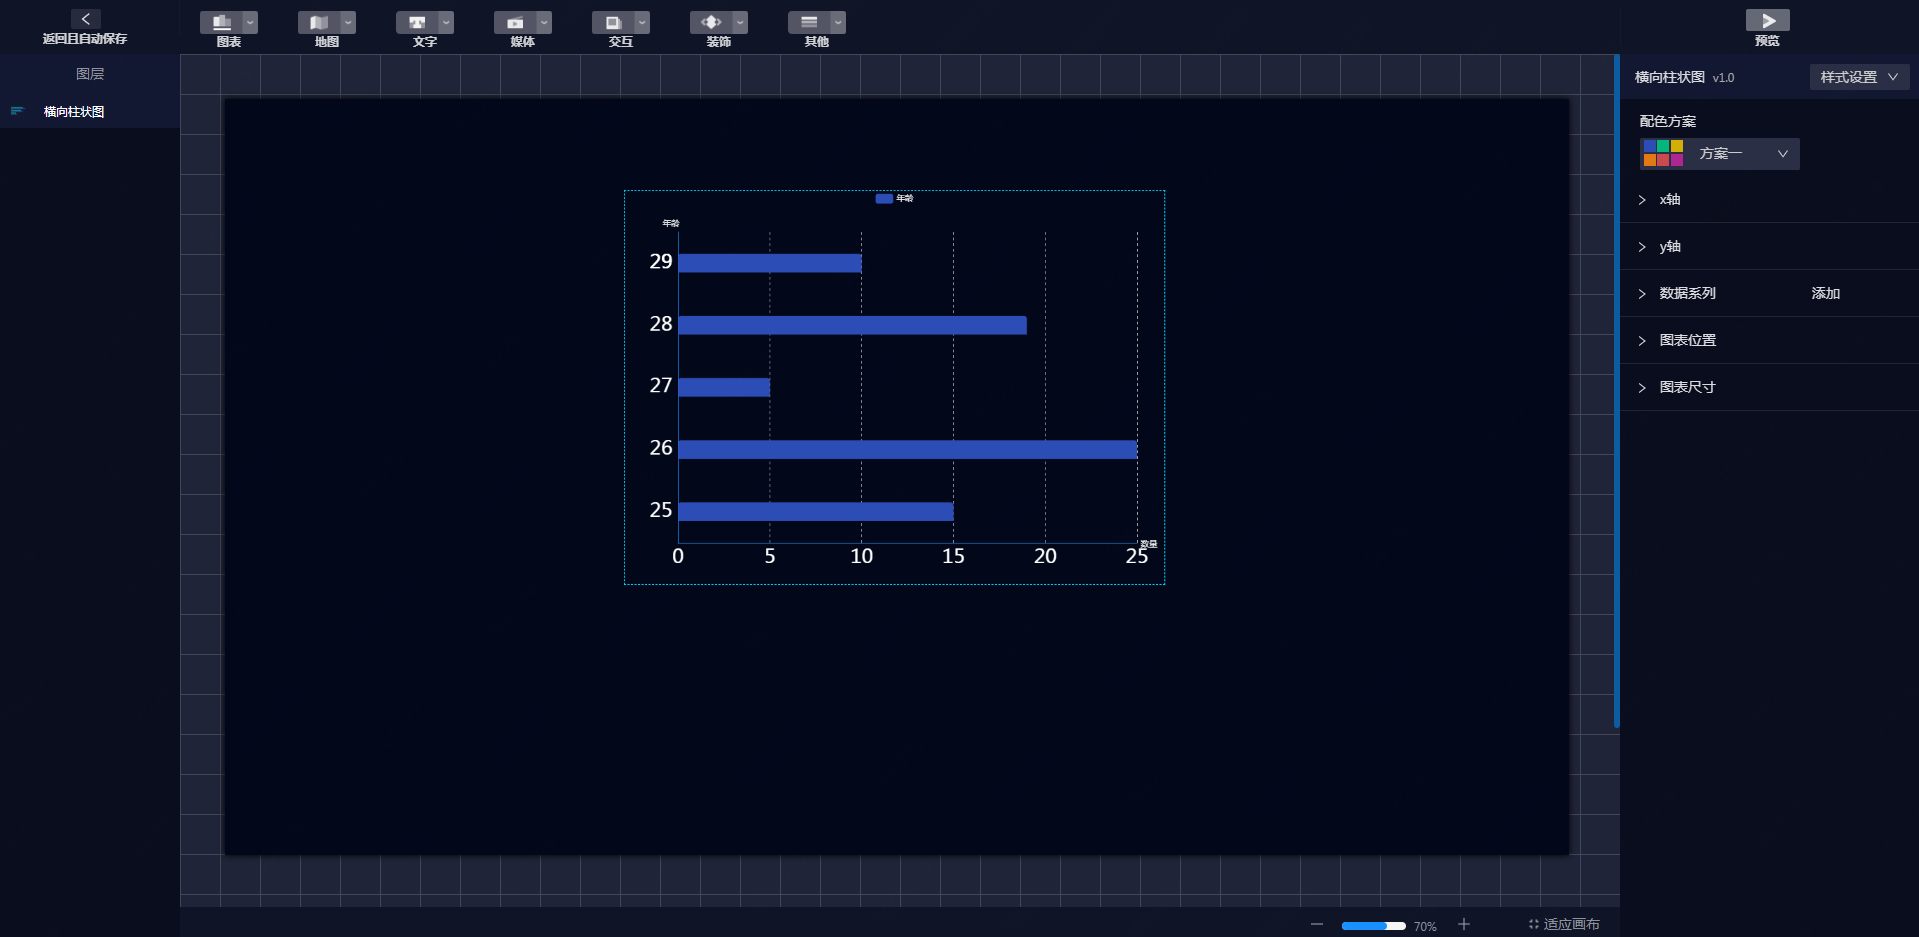 返回且自动保存
图表
地图
文字
媒体
交互
装饰
其他
预览
图层
横向柱状图
年龄
年龄
29
28
27
26
25
0
5
10
15
20
25
数量
横向柱状图 v1.0
样式设置
配色方案
方案一
x轴
y轴
数据系列
添加
图表位置
图表尺寸
70%
适应画布